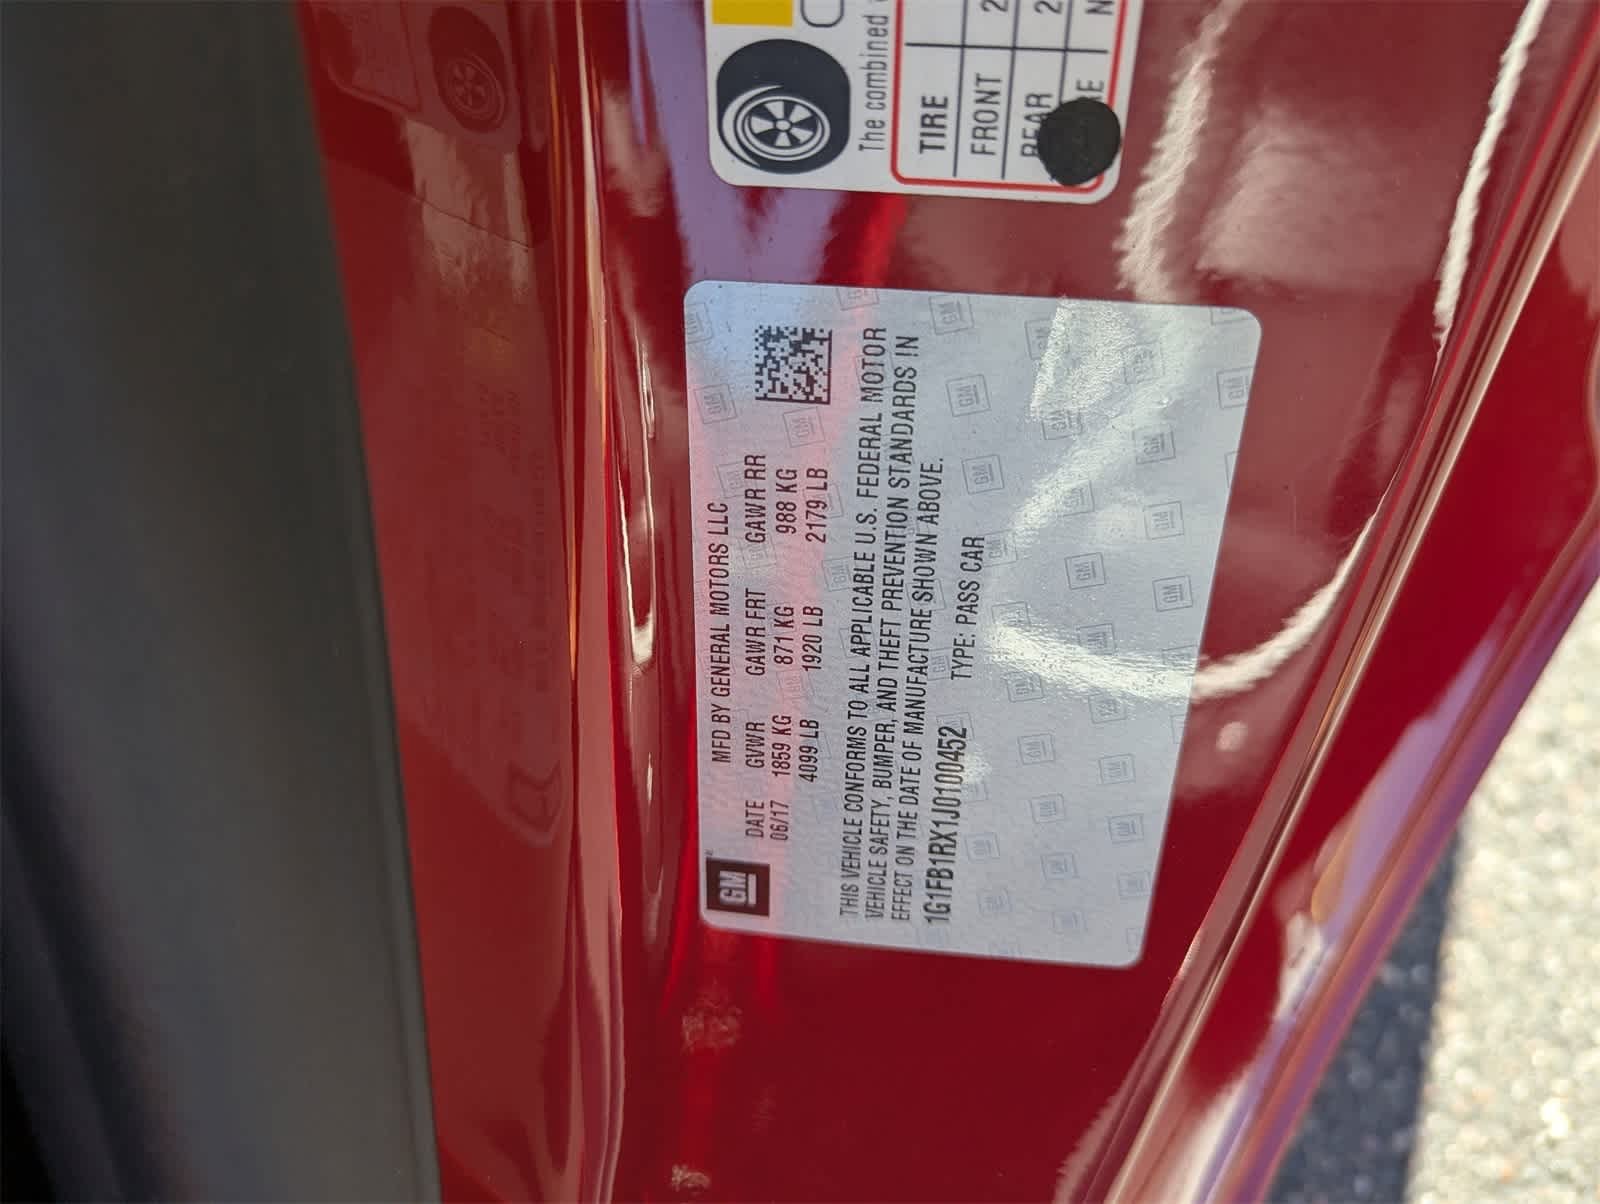 The combined
TIRE
FRONT 2
REAR 2
GM
MFD BY GENERAL MOTORS LLC
DATE GVWR GAWR FRT GAWR RR
06/17 1859 KG 871 KG 988 KG
4099 LB 1920 LB 2179 LB
THIS VEHICLE CONFORMS TO ALL APPLICABLE U.S. FEDERAL MOTOR
VEHICLE SAFETY, BUMPER, AND THEFT PREVENTION STANDARDS IN
EFFECT ON THE DATE OF MANUFACTURE SHOWN ABOVE.
1G1FB1RX1J0100452 TYPE: PASS CAR